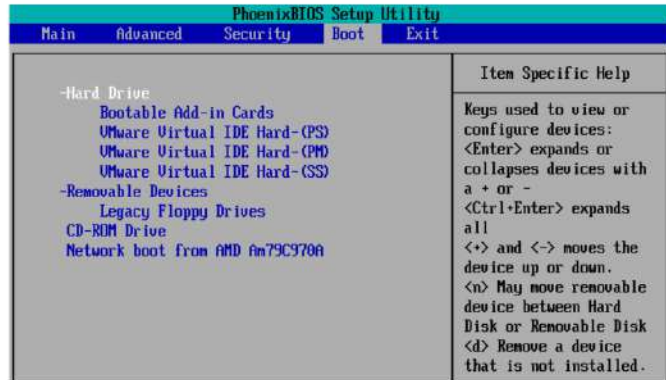 PhoenixBIOS Setup Utility
Main Advanced Security Boot Exit
-Hard Drive
Bootable Add-in Cards
VMware Virtual IDE Hard-(PS)
VMware Virtual IDE Hard-(PM)
VMware Virtual IDE Hard-(SS)
-Removable Devices
Legacy Floppy Drives
CD-ROM Drive
Network boot from AMD Am79C970A
Item Specific Help
Keys used to view or
configure devices:
<Enter> expands or
collapses devices with
a + or -
<Ctrl+Enter> expands
all
<+> and <-> moves the
device up or down.
<n> May move removable
device between Hard
Disk or Removable Disk
<d> Remove a device
that is not installed.